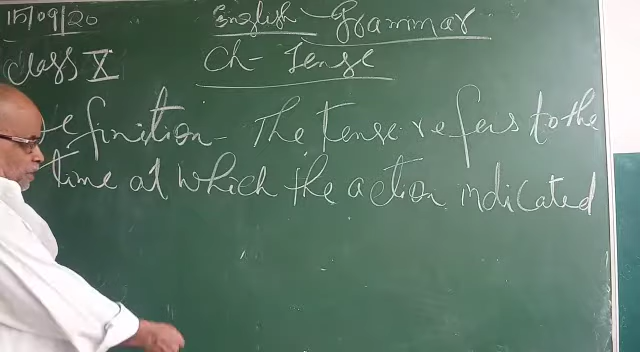 15/09/20
English - Grammar
Class X
Ch- Tense
efinition- The tense refers to the
time at which the action indicated